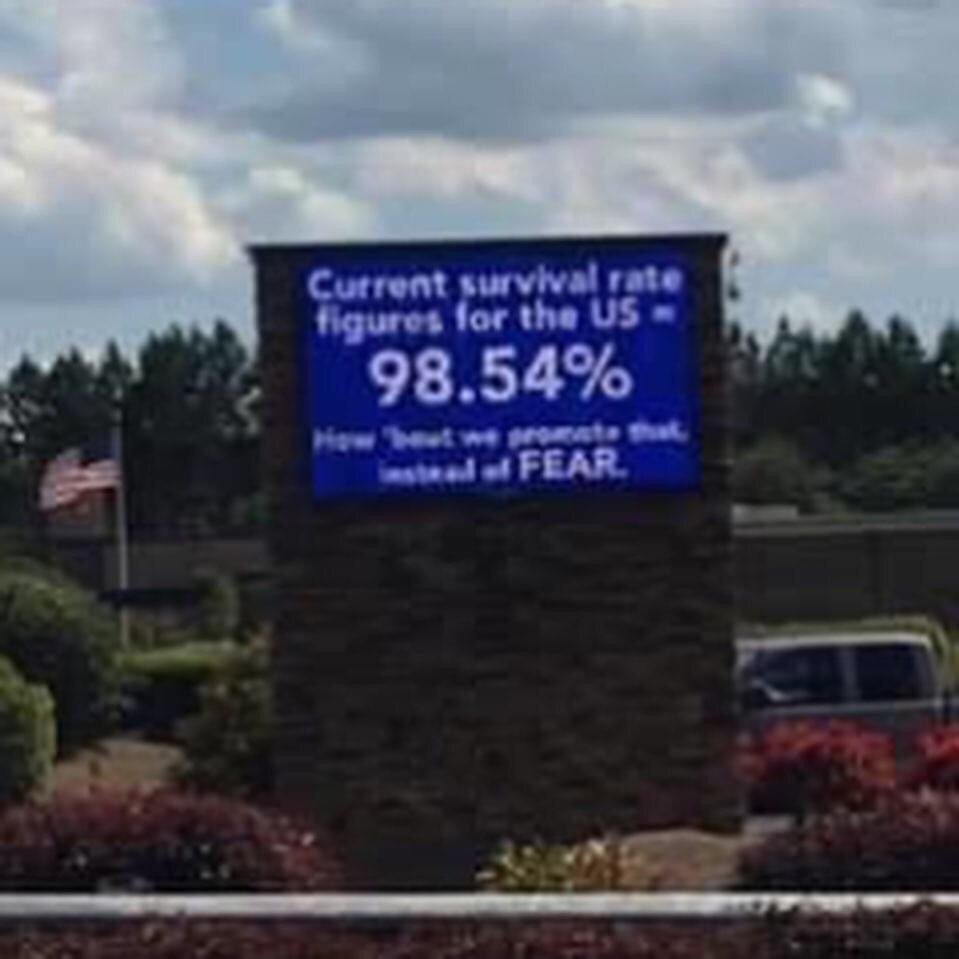 Current survival rate
figures for the US =
98.54%
How 'bout we promote that,
instead of FEAR.